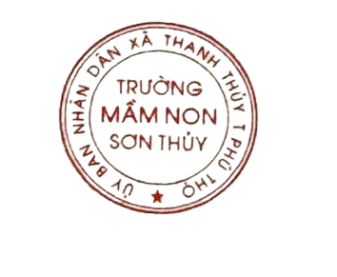 ỦY BAN NHÂN DÂN XÃ THANH THỦY T PHÚ THỌ
TRƯỜNG
MẦM NON
SƠN THỦY